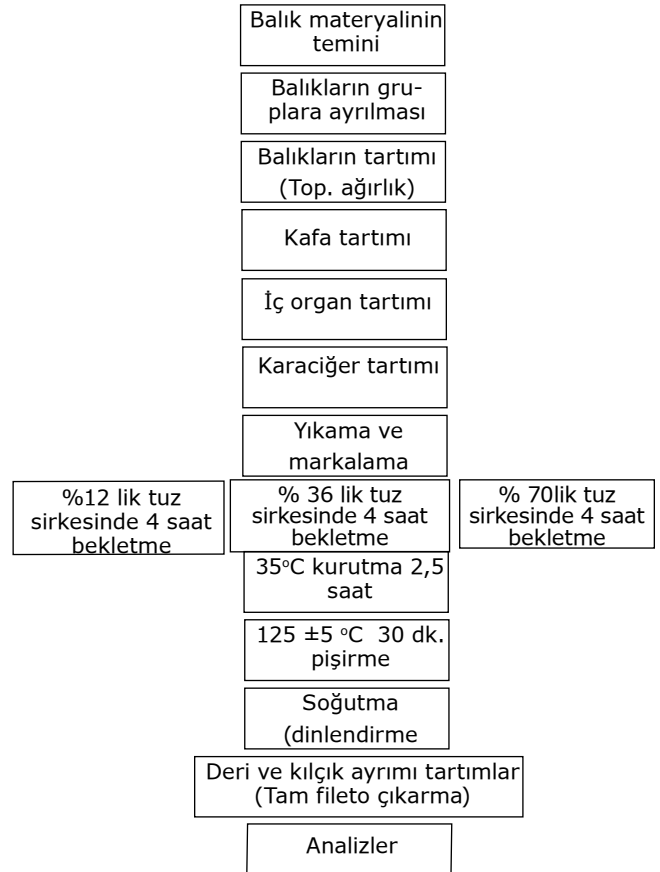 Balık materyalinin
temini
Balıkların gru-
plara ayrılması
Balıkların tartımı
(Top. ağırlık)
Kafa tartımı
İç organ tartımı
Karaciğer tartımı
Yıkama ve
markalama
%12 lik tuz
sirkesinde 4 saat
bekletme
% 36 lik tuz
sirkesinde 4 saat
bekletme
% 70lik tuz
sirkesinde 4 saat
bekletme
35°C kurutma 2,5
saat
125 ±5 °C 30 dk.
pişirme
Soğutma
(dinlendirme
Deri ve kılçık ayrımı tartımlar
(Tam fileto çıkarma)
Analizler